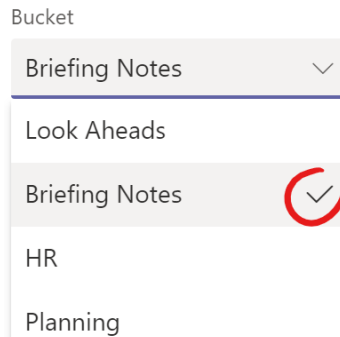 Bucket
Briefing Notes
Look Aheads
Briefing Notes
HR
Planning